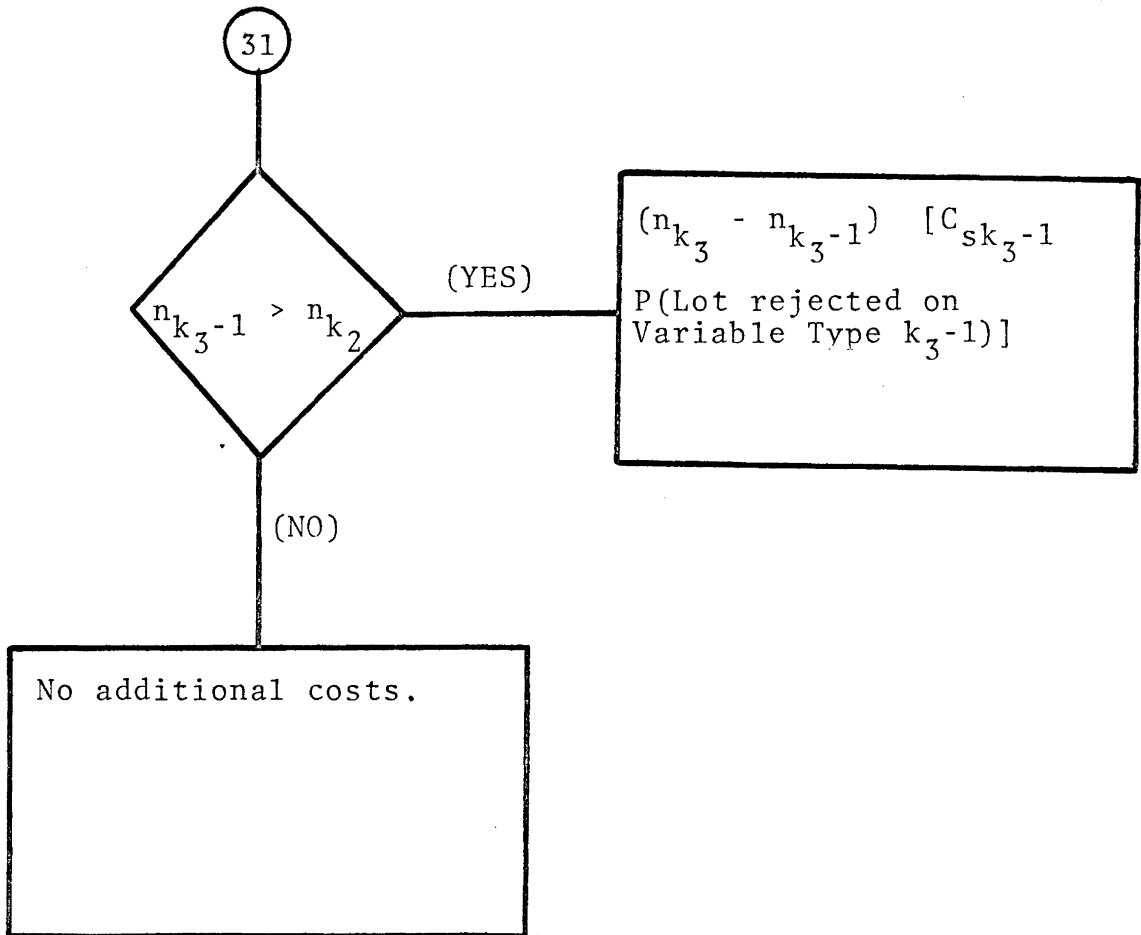 31
n_{k_3-1} > n_{k_2}
(YES)
(n_{k_3} - n_{k_3-1}) [C_{sk_3-1}
P(Lot rejected on
Variable Type k_3-1)]
(NO)
No additional costs.